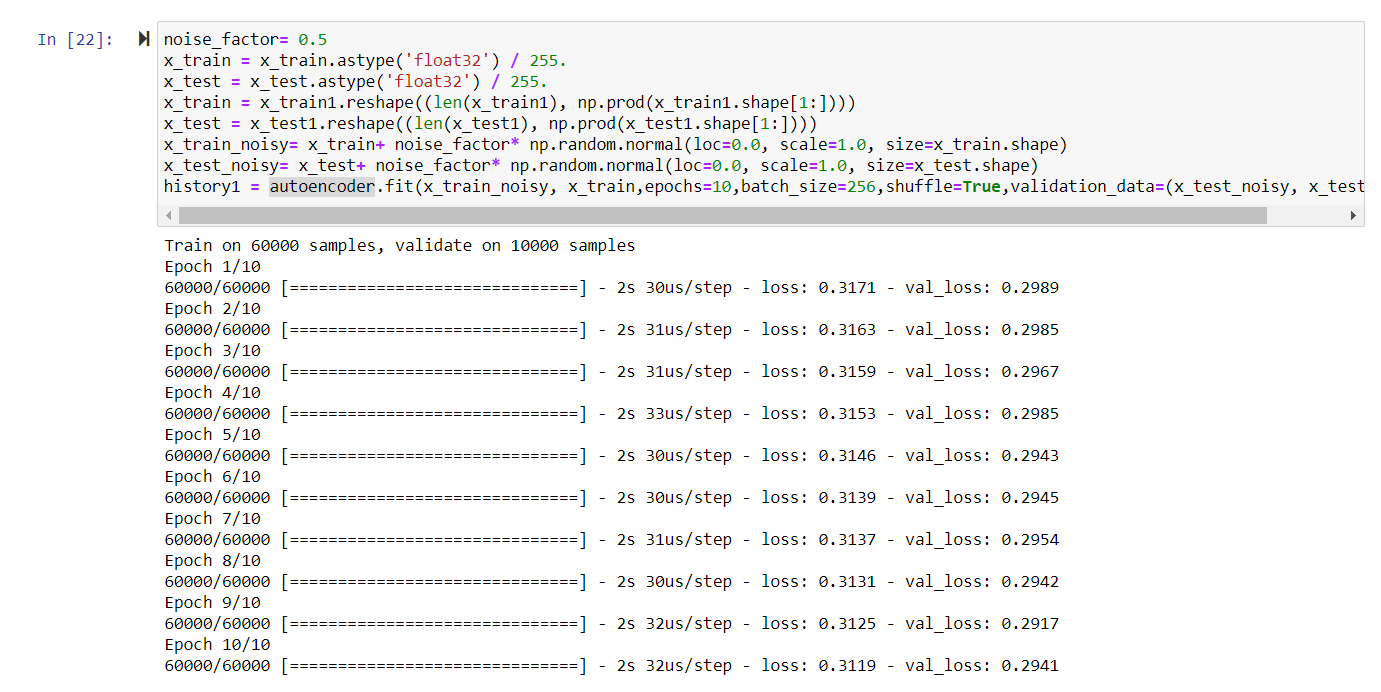 In [22]:
noise_factor= 0.5
x_train = x_train.astype('float32') / 255.
x_test = x_test.astype('float32') / 255.
x_train = x_train1.reshape((len(x_train1), np.prod(x_train1.shape[1:])))
x_test = x_test1.reshape((len(x_test1), np.prod(x_test1.shape[1:])))
x_train_noisy= x_train+ noise_factor* np.random.normal(loc=0.0, scale=1.0, size=x_train.shape)
x_test_noisy= x_test+ noise_factor* np.random.normal(loc=0.0, scale=1.0, size=x_test.shape)
history1 = autoencoder.fit(x_train_noisy, x_train,epochs=10,batch_size=256,shuffle=True,validation_data=(x_test_noisy, x_test
Train on 60000 samples, validate on 10000 samples
Epoch 1/10
60000/60000 [==============================] - 2s 30us/step - loss: 0.3171 - val_loss: 0.2989
Epoch 2/10
60000/60000 [==============================] - 2s 31us/step - loss: 0.3163 - val_loss: 0.2985
Epoch 3/10
60000/60000 [==============================] - 2s 31us/step - loss: 0.3159 - val_loss: 0.2967
Epoch 4/10
60000/60000 [==============================] - 2s 33us/step - loss: 0.3153 - val_loss: 0.2985
Epoch 5/10
60000/60000 [==============================] - 2s 30us/step - loss: 0.3146 - val_loss: 0.2943
Epoch 6/10
60000/60000 [==============================] - 2s 30us/step - loss: 0.3139 - val_loss: 0.2945
Epoch 7/10
60000/60000 [==============================] - 2s 31us/step - loss: 0.3137 - val_loss: 0.2954
Epoch 8/10
60000/60000 [==============================] - 2s 30us/step - loss: 0.3131 - val_loss: 0.2942
Epoch 9/10
60000/60000 [==============================] - 2s 32us/step - loss: 0.3125 - val_loss: 0.2917
Epoch 10/10
60000/60000 [==============================] - 2s 32us/step - loss: 0.3119 - val_loss: 0.2941